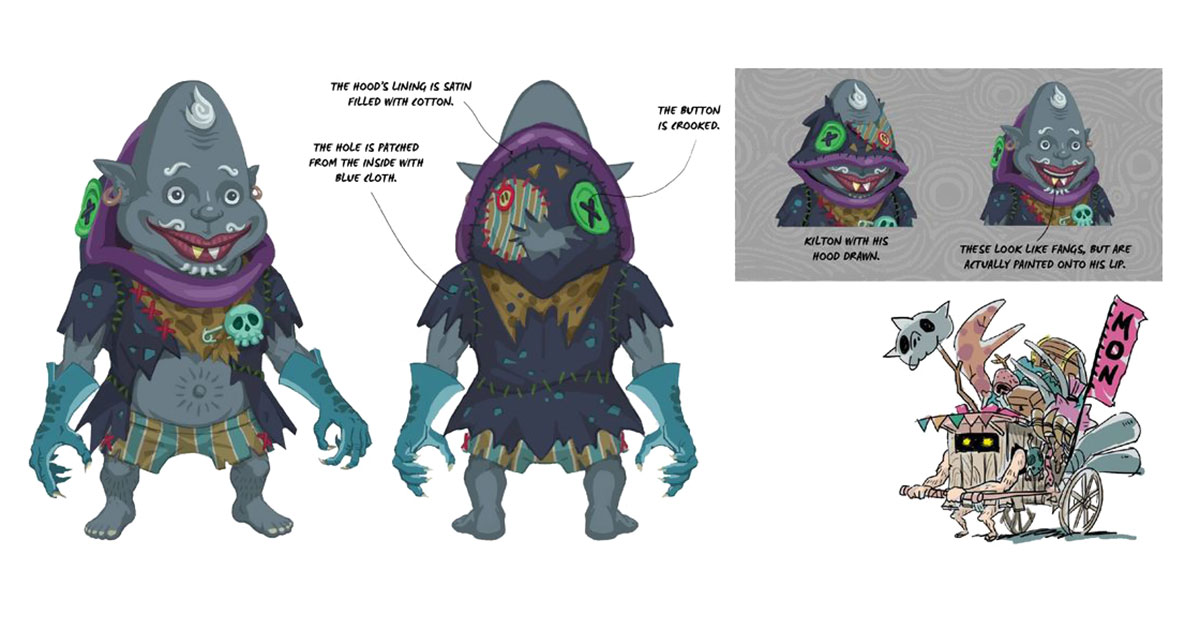 THE HOOD'S LINING IS SATIN
FILLED WITH COTTON.
THE HOLE IS PATCHED
FROM THE INSIDE WITH
BLUE CLOTH.
THE BUTTON
IS CROOKED.
KILTON WITH HIS
HOOD DRAWN.
THESE LOOK LIKE FANGS, BUT ARE
ACTUALLY PAINTED ONTO HIS LIP.
MON